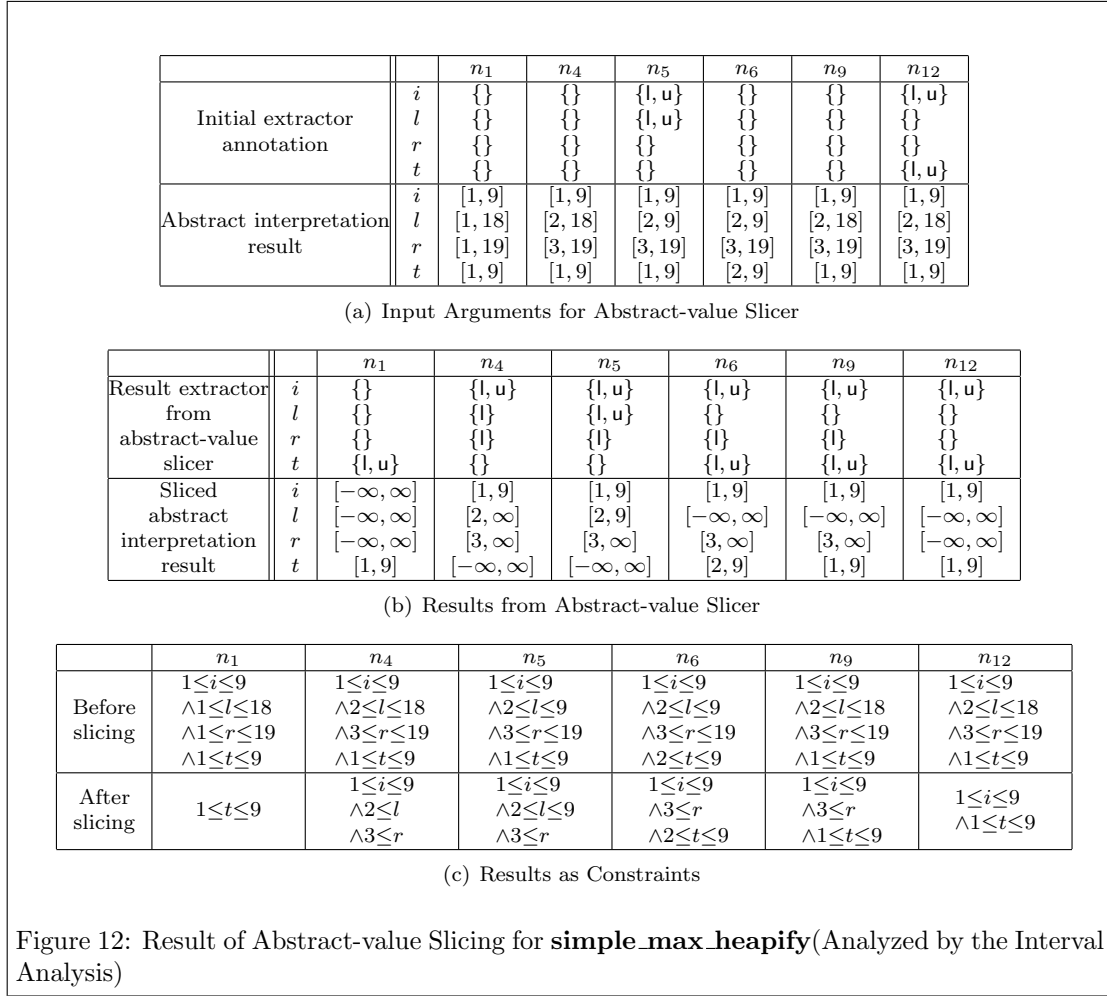 n₁ n₄ n₅ n₆ n₉ n₁₂
i {} {} {l, u} {} {} {l, u}
Initial extractor l {} {} {l, u} {} {} {}
annotation r {} {} {} {} {} {}
t {} {} {} {} {} {l, u}
i [1, 9] [1, 9] [1, 9] [1, 9] [1, 9] [1, 9]
Abstract interpretation l [1, 18] [2, 18] [2, 9] [2, 9] [2, 18] [2, 18]
result r [1, 19] [3, 19] [3, 19] [3, 19] [3, 19] [3, 19]
t [1, 9] [1, 9] [1, 9] [2, 9] [1, 9] [1, 9]
(a) Input Arguments for Abstract-value Slicer
n₁ n₄ n₅ n₆ n₉ n₁₂
Result extractor i {} {l, u} {l, u} {l, u} {l, u} {l, u}
from l {} {l} {l, u} {} {} {}
abstract-value r {} {l} {l} {l} {l} {}
slicer t {l, u} {} {} {l, u} {l, u} {l, u}
Sliced i [−∞, ∞] [1, 9] [1, 9] [1, 9] [1, 9] [1, 9]
abstract l [−∞, ∞] [2, ∞] [2, 9] [−∞, ∞] [−∞, ∞] [−∞, ∞]
interpretation r [−∞, ∞] [3, ∞] [3, ∞] [3, ∞] [3, ∞] [−∞, ∞]
result t [1, 9] [−∞, ∞] [−∞, ∞] [2, 9] [1, 9] [1, 9]
(b) Results from Abstract-value Slicer
n₁ n₄ n₅ n₆ n₉ n₁₂
1≤i≤9 1≤i≤9 1≤i≤9 1≤i≤9 1≤i≤9 1≤i≤9
Before ∧1≤l≤18 ∧2≤l≤18 ∧2≤l≤9 ∧2≤l≤9 ∧2≤l≤18 ∧2≤l≤18
slicing ∧1≤r≤19 ∧3≤r≤19 ∧3≤r≤19 ∧3≤r≤19 ∧3≤r≤19 ∧3≤r≤19
∧1≤t≤9 ∧1≤t≤9 ∧1≤t≤9 ∧2≤t≤9 ∧1≤t≤9 ∧1≤t≤9
1≤i≤9 1≤i≤9 1≤i≤9 1≤i≤9 1≤i≤9
After slicing 1≤t≤9 ∧2≤l ∧2≤l≤9 ∧3≤r ∧3≤r ∧1≤t≤9
∧3≤r ∧3≤r ∧2≤t≤9 ∧1≤t≤9
(c) Results as Constraints
Figure 12: Result of Abstract-value Slicing for simple_max_heapify(Analyzed by the Interval
Analysis)